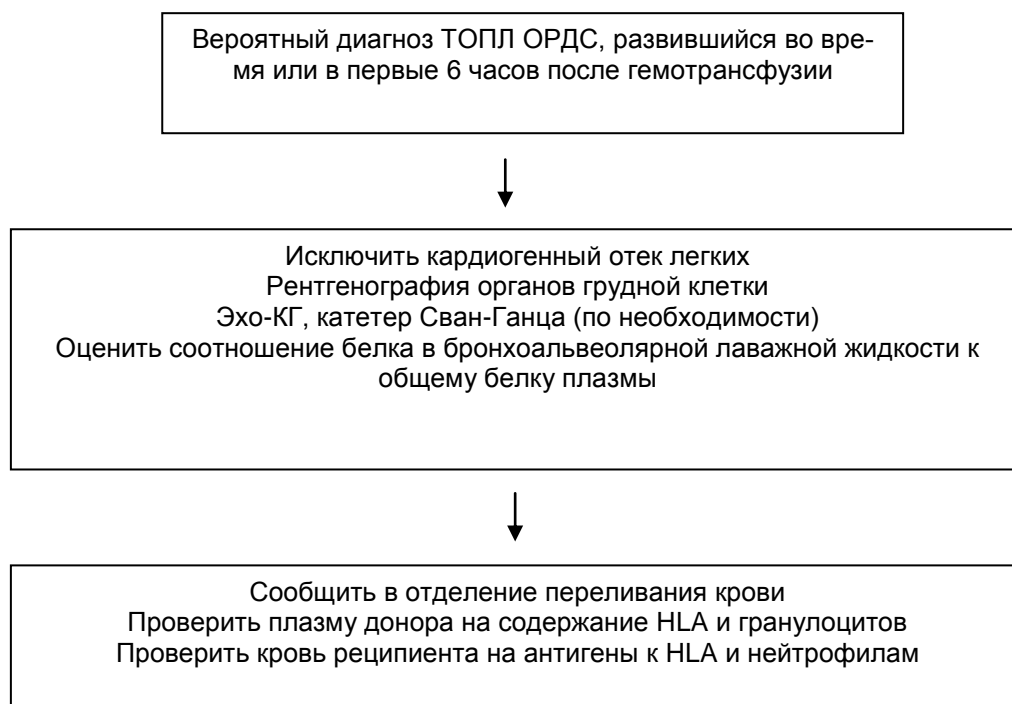 Вероятный диагноз ТОПЛ ОРДС, развившийся во вре-
мя или в первые 6 часов после гемотрансфузии
Исключить кардиогенный отек легких
Рентгенография органов грудной клетки
Эхо-КГ, катетер Сван-Ганца (по необходимости)
Оценить соотношение белка в бронхоальвеолярной лаважной жидкости к
общему белку плазмы
Сообщить в отделение переливания крови
Проверить плазму донора на содержание HLA и гранулоцитов
Проверить кровь реципиента на антигены к HLA и нейтрофилам